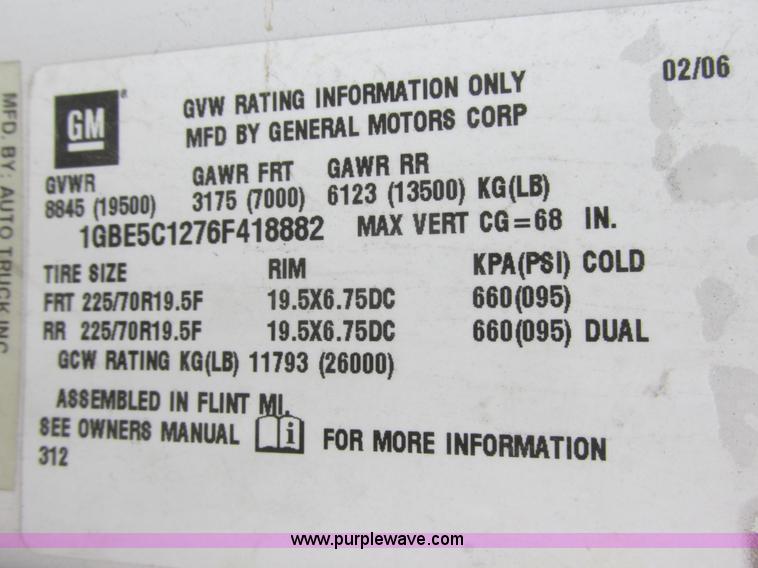 02/06
GM
®
GVW RATING INFORMATION ONLY
MFD BY GENERAL MOTORS CORP
GVWR GAWR FRT GAWR RR
8845 (19500) 3175 (7000) 6123 (13500) KG(LB)
1GBE5C1276F418882 MAX VERT CG=68 IN.
TIRE SIZE RIM KPA(PSI) COLD
FRT 225/70R19.5F 19.5X6.75DC 660(095)
RR 225/70R19.5F 19.5X6.75DC 660(095) DUAL
GCW RATING KG(LB) 11793 (26000)
ASSEMBLED IN FLINT MI.
SEE OWNERS MANUAL i FOR MORE INFORMATION
312
MFD. BY: AUTO TRUCK INC
www.purplewave.com